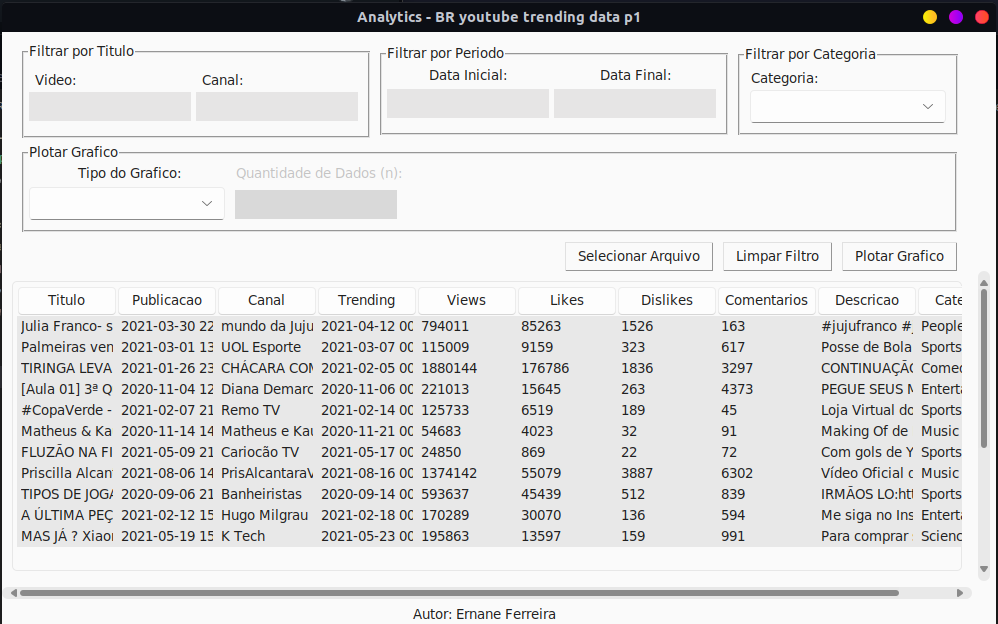 Analytics - BR youtube trending data p1
Filtrar por Titulo
Filtrar por Periodo
Filtrar por Categoria
Video: Canal:
Data Inicial: Data Final:
Categoria:
Plotar Grafico
Tipo do Grafico: Quantidade de Dados (n):
Selecionar Arquivo Limpar Filtro Plotar Grafico
Titulo Publicacao Canal Trending Views Likes Dislikes Comentarios Descricao Cate
Julia Franco- s 2021-03-30 22 mundo da Juju 2021-04-12 00 794011 85263 1526 163 #jujufranco #j People
Palmeiras ven 2021-03-01 13 UOL Esporte 2021-03-07 00 115009 9159 323 617 Posse de Bola Sports
TIRINGA LEVA 2021-01-26 23 CHÁCARA COM 2021-02-05 00 1880144 176786 1836 3297 CONTINUAÇÃO Comed
[Aula 01] 3ª Q 2020-11-04 12 Diana Demarc 2020-11-06 00 221013 15645 263 4373 PEGUE SEUS M Enterta
#CopaVerde - 2021-02-07 21 Remo TV 2021-02-14 00 125733 6519 189 45 Loja Virtual do Sports
Matheus & Ka 2020-11-14 14 Matheus e Kau 2020-11-21 00 54683 4023 32 91 Making Of de Music
FLUZÃO NA FI 2021-05-09 21 Cariocão TV 2021-05-17 00 24850 869 22 72 Com gols de Y Sports
Priscilla Alcan 2021-08-06 14 PrisAlcantaraV 2021-08-16 00 1374142 55079 3887 6302 Vídeo Oficial d Music
TIPOS DE JOGA 2020-09-06 21 Banheiristas 2020-09-14 00 593637 45439 512 839 IRMÃOS LO:htt Sports
A ÚLTIMA PEÇ 2021-02-12 15 Hugo Milgrau 2021-02-18 00 170289 30070 136 594 Me siga no Ins Enterta
MAS JÁ ? Xiaor 2021-05-19 15 K Tech 2021-05-23 00 195863 13597 159 991 Para comprar Scienc
Autor: Ernane Ferreira